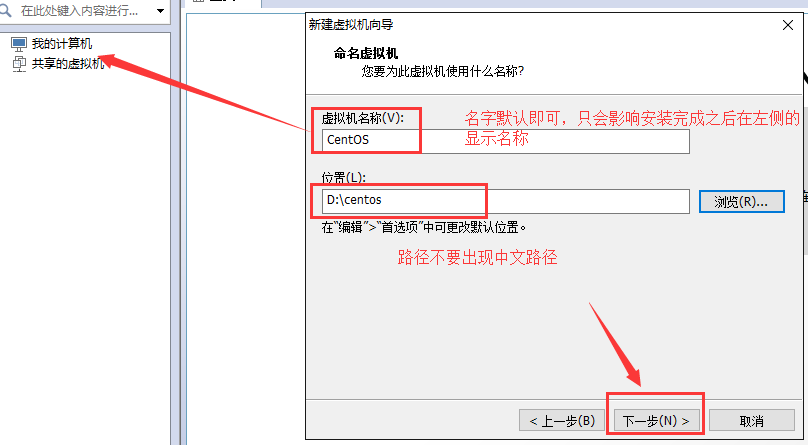 在此处键入内容进行...
我的计算机
共享的虚拟机
新建虚拟机向导
命名虚拟机
您要为此虚拟机使用什么名称?
虚拟机名称(V):
CentOS
名字默认即可，只会影响安装完成之后在左侧的
显示名称
位置(L):
D:\centos
浏览(R)...
在“编辑”>“首选项”中可更改默认位置。
路径不要出现中文路径
< 上一步(B)
下一步(N) >
取消